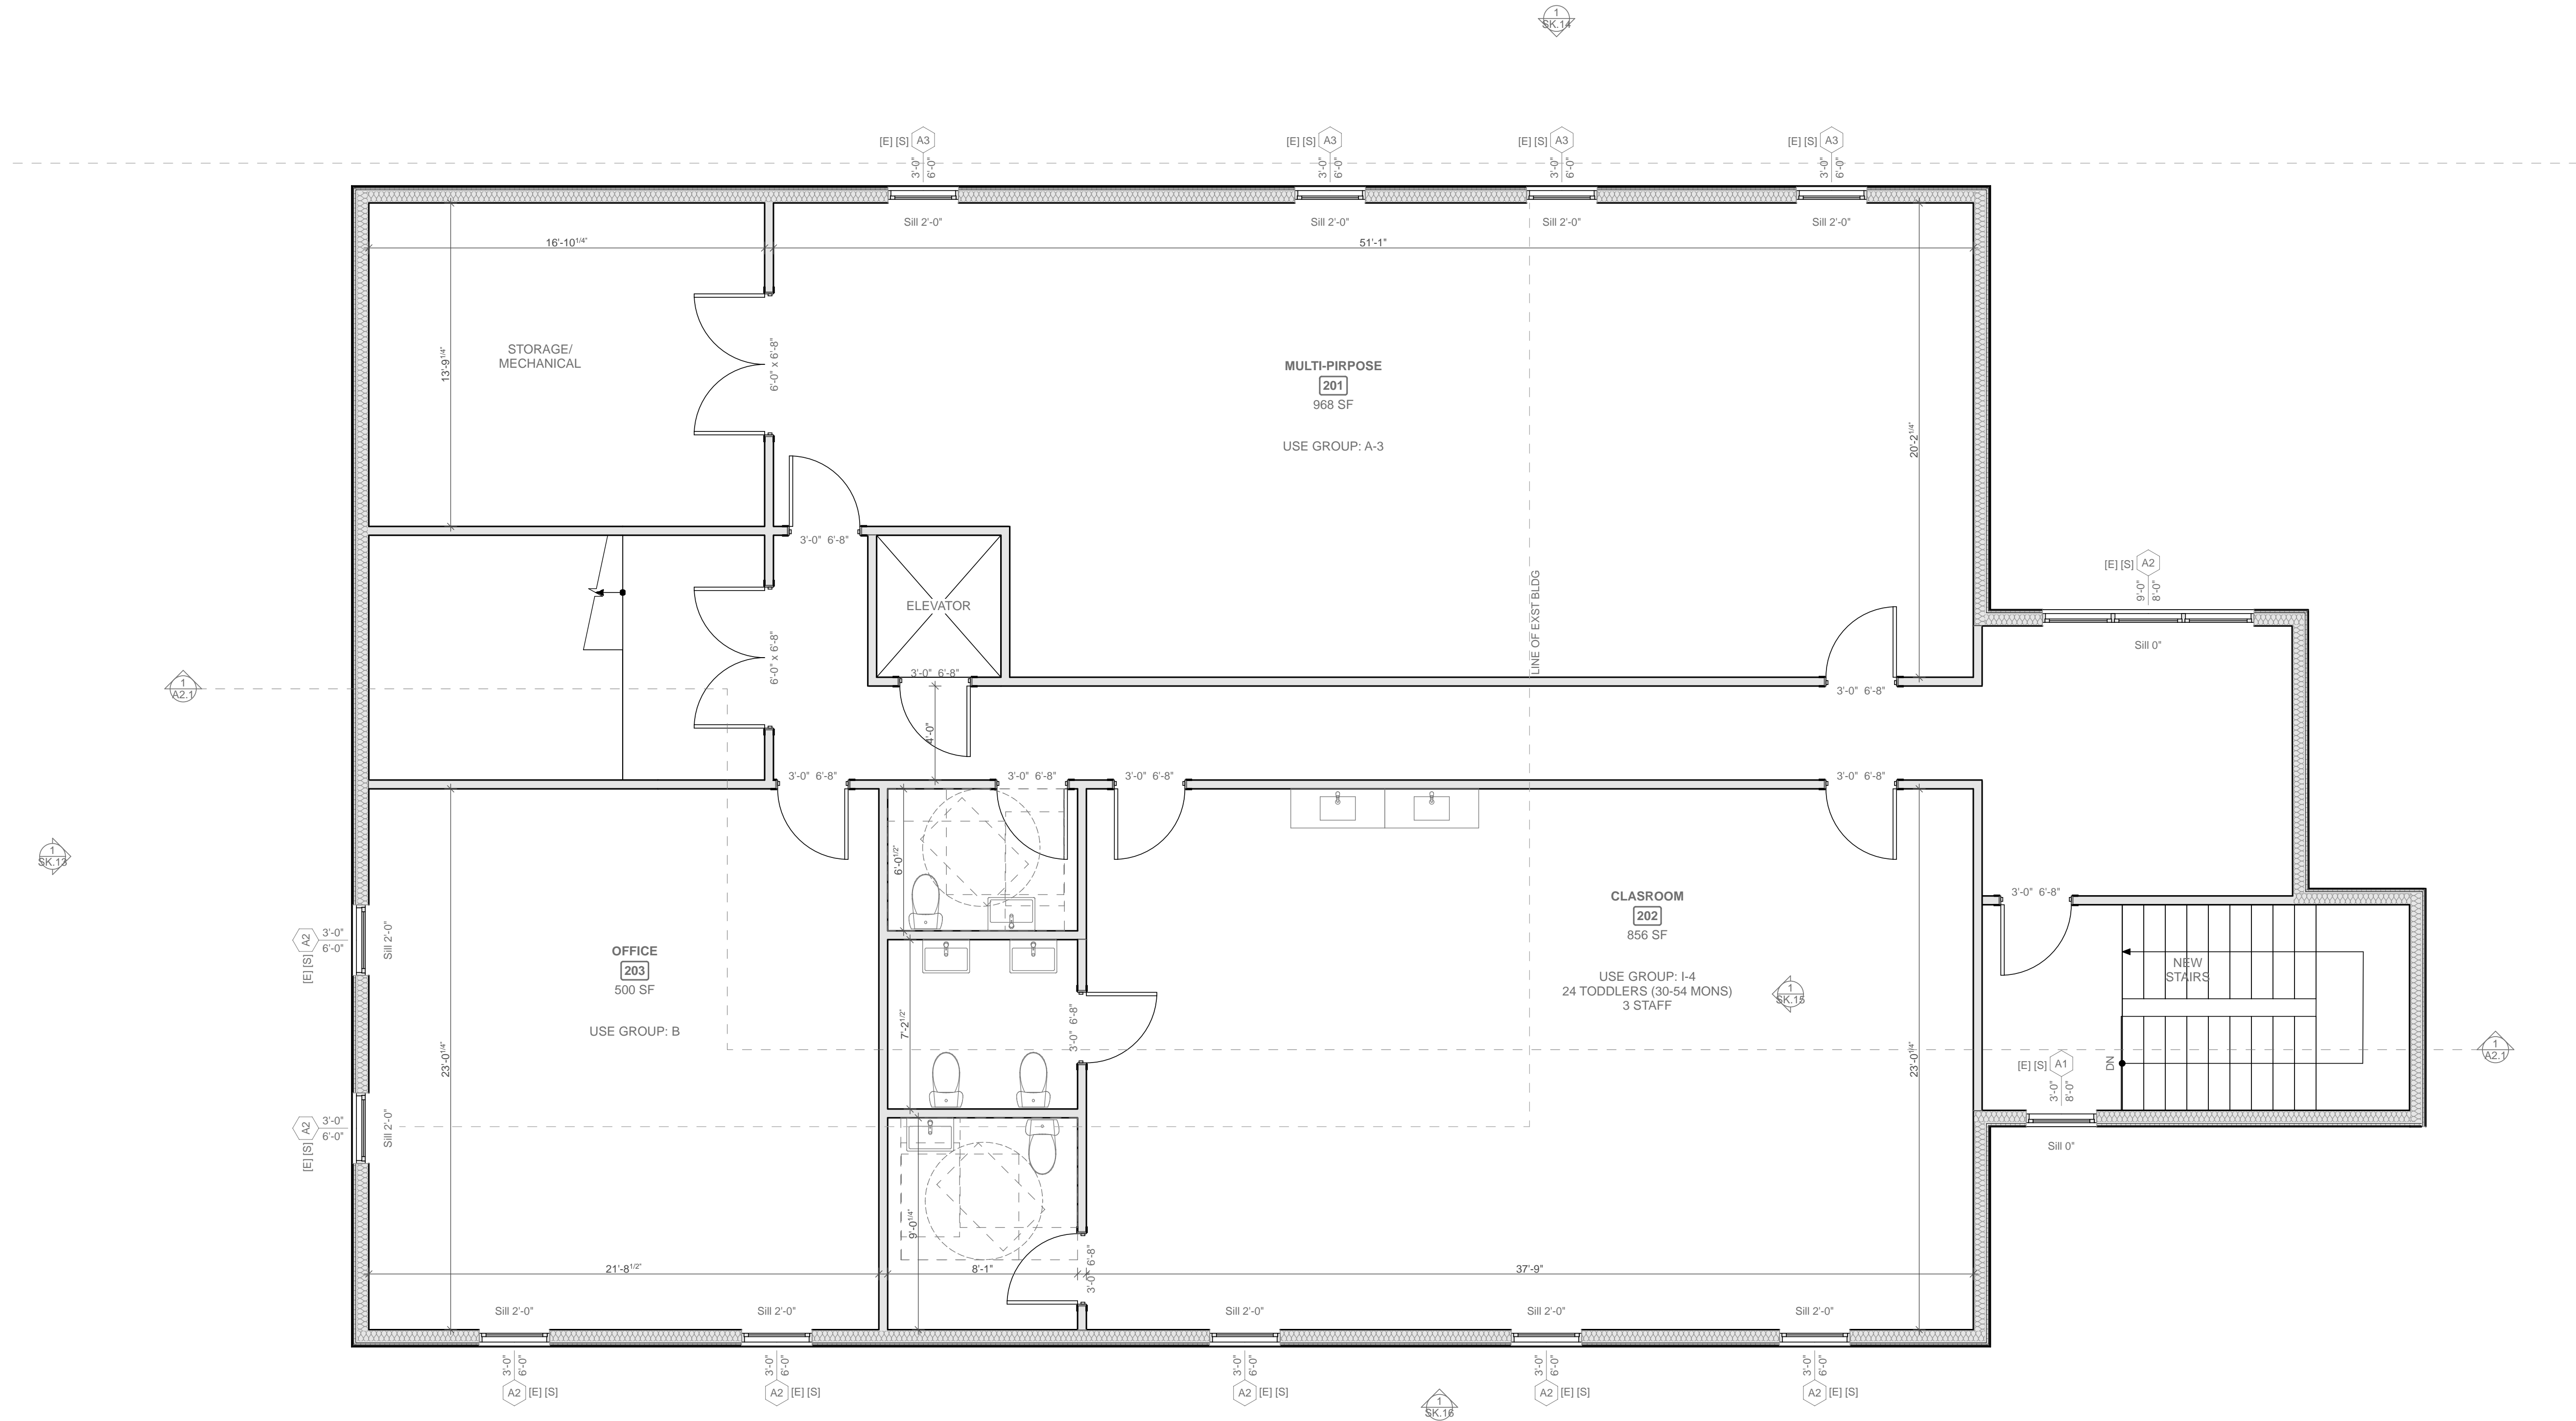 1
SK.14
[E] [S] A3
3'-0"
6'-0"
[E] [S] A3
3'-0"
6'-0"
[E] [S] A3
3'-0"
6'-0"
[E] [S] A3
3'-0"
6'-0"
Sill 2'-0"
Sill 2'-0"
Sill 2'-0"
Sill 2'-0"
16'-10 1/4"
51'-1"
13'-9 1/4"
STORAGE/
MECHANICAL
6'-0" x 6'-8"
MULTI-PIRPOSE
201
968 SF
USE GROUP: A-3
20'-2 1/4"
3'-0" 6'-8"
ELEVATOR
LINE OF EXST BLDG
[E] [S] A2
9'-0"
8'-0"
Sill 0"
6'-0" x 6'-8"
3'-0" 6'-8"
1
A2.1
3'-0" 6'-8"
4'-0"
3'-0" 6'-8"
3'-0" 6'-8"
3'-0" 6'-8"
3'-0" 6'-8"
1
SK.13
6'-0 1/2"
3'-0" 6'-8"
CLASROOM
202
856 SF
USE GROUP: I-4
24 TODDLERS (30-54 MONS)
3 STAFF
1
SK.15
OFFICE
203
500 SF
USE GROUP: B
[E] [S] A2
3'-0"
6'-0"
Sill 2'-0"
NEW
STAIRS
7'-2 1/2"
3'-0" 6'-8"
23'-0 1/4"
23'-0 1/4"
[E] [S] A1
3'-0"
8'-0"
DN
1
A2.1
[E] [S] A2
3'-0"
6'-0"
Sill 2'-0"
Sill 0"
9'-0 1/4"
3'-0" 6'-8"
21'-8 1/2"
8'-1"
37'-9"
Sill 2'-0"
Sill 2'-0"
Sill 2'-0"
Sill 2'-0"
Sill 2'-0"
3'-0"
6'-0"
A2 [E] [S]
3'-0"
6'-0"
A2 [E] [S]
3'-0"
6'-0"
A2 [E] [S]
3'-0"
6'-0"
A2 [E] [S]
3'-0"
6'-0"
A2 [E] [S]
1
SK.16